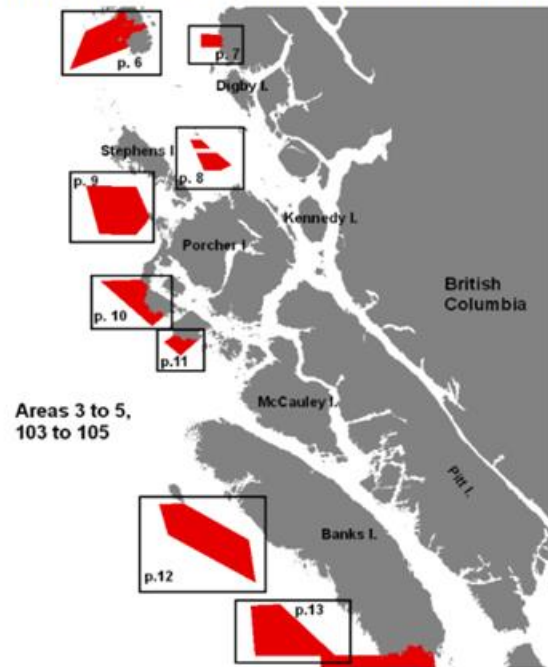 p. 6
p. 7
Digby I.
Stephens I
p. 8
p. 9
Kennedy I.
Porcher I
British
Columbia
p. 10
p.11
Areas 3 to 5,
103 to 105
McCauley I.
Pitt I.
Banks I.
p.12
p.13